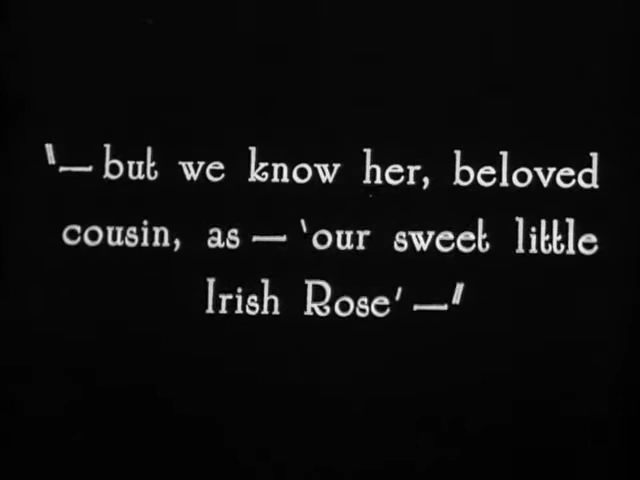 "— but we know her, beloved
cousin, as — 'our sweet little
Irish Rose' —"